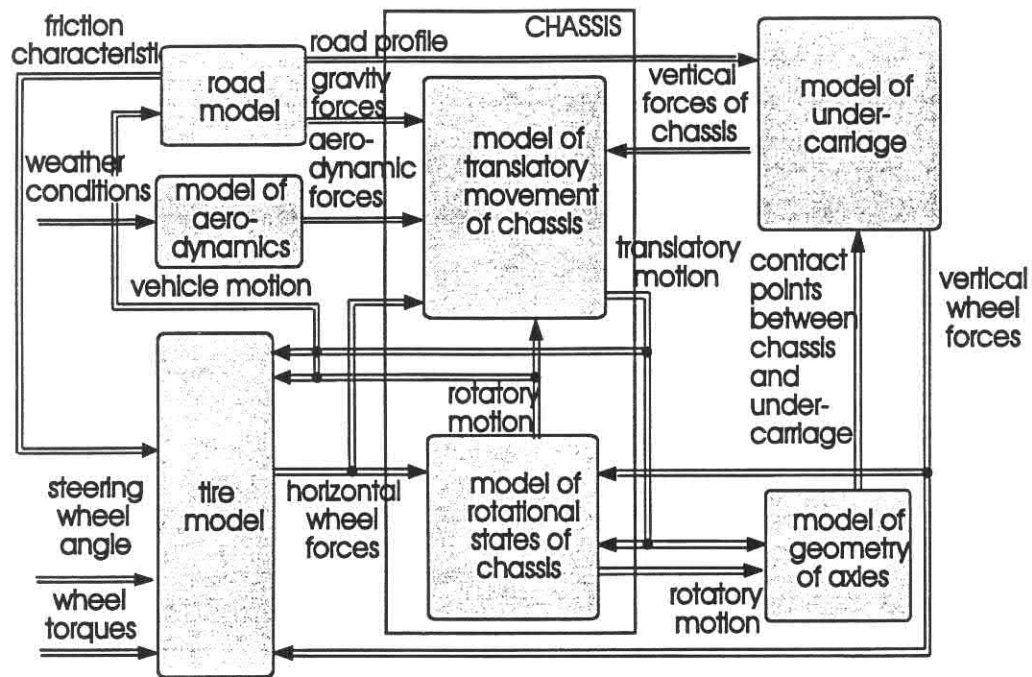 friction
characteristic
road
model
road profile
gravity
forces
aero-
dynamic
forces
CHASSIS
model of
translatory
movement
of chassis
vertical
forces of
chassis
model of
under-
carriage
weather
conditions
model of
aero-
dynamics
vehicle motion
translatory
motion
contact
points
between
chassis
and
under-
carriage
vertical
wheel
forces
rotatory
motion
steering
wheel
angle
wheel
torques
tire
model
horizontal
wheel
forces
model of
rotational
states of
chassis
rotatory
motion
model of
geometry
of axles